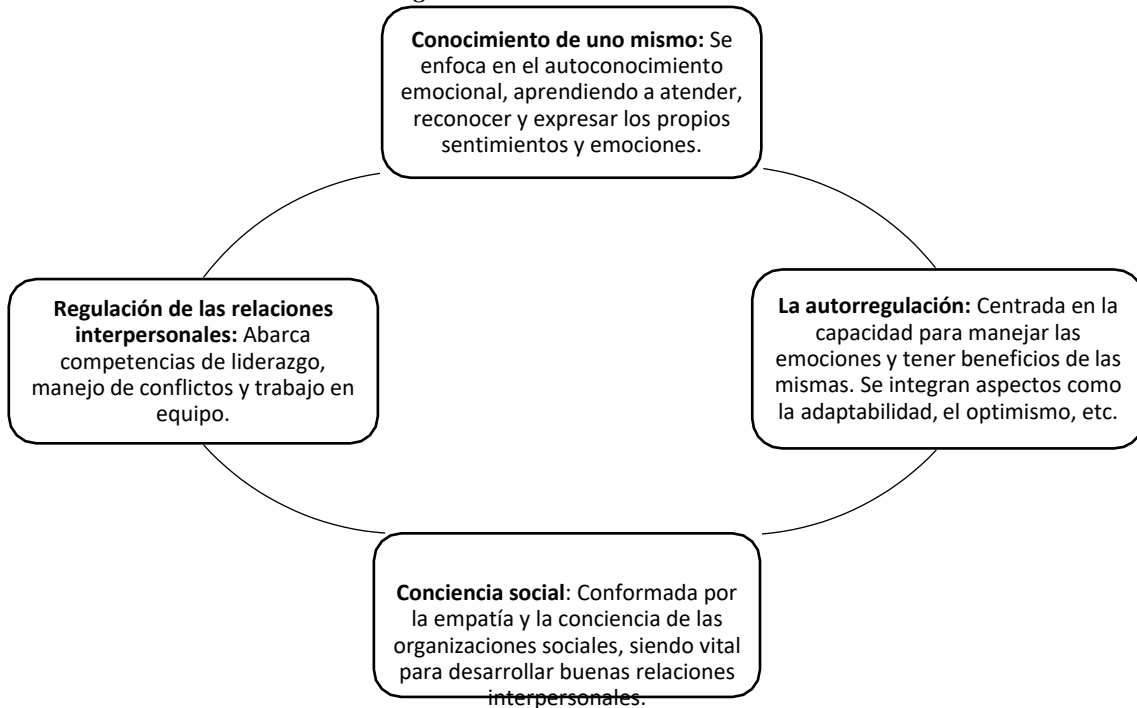 Conocimiento de uno mismo: Se
enfoca en el autoconocimiento
emocional, aprendiendo a atender,
reconocer y expresar los propios
sentimientos y emociones.
La autorregulación: Centrada en la
capacidad para manejar las
emociones y tener beneficios de las
mismas. Se integran aspectos como
la adaptabilidad, el optimismo, etc.
Conciencia social: Conformada por
la empatía y la conciencia de las
organizaciones sociales, siendo vital
para desarrollar buenas relaciones
interpersonales.
Regulación de las relaciones
interpersonales: Abarca
competencias de liderazgo,
manejo de conflictos y trabajo en
equipo.